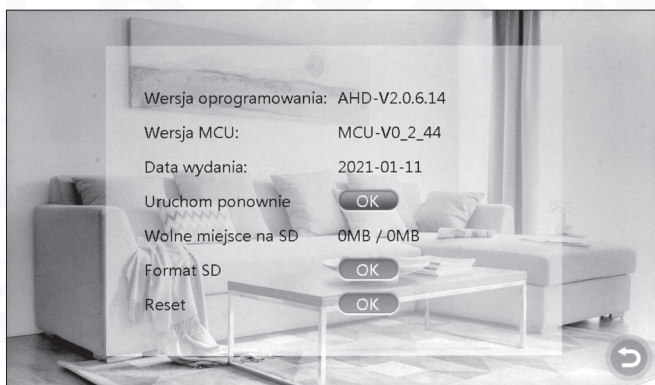 Wersja oprogramowania: AHD-V2.0.6.14
Wersja MCU: MCU-V0_2_44
Data wydania: 2021-01-11
Uruchom ponownie OK
Wolne miejsce na SD 0MB / 0MB
Format SD OK
Reset OK